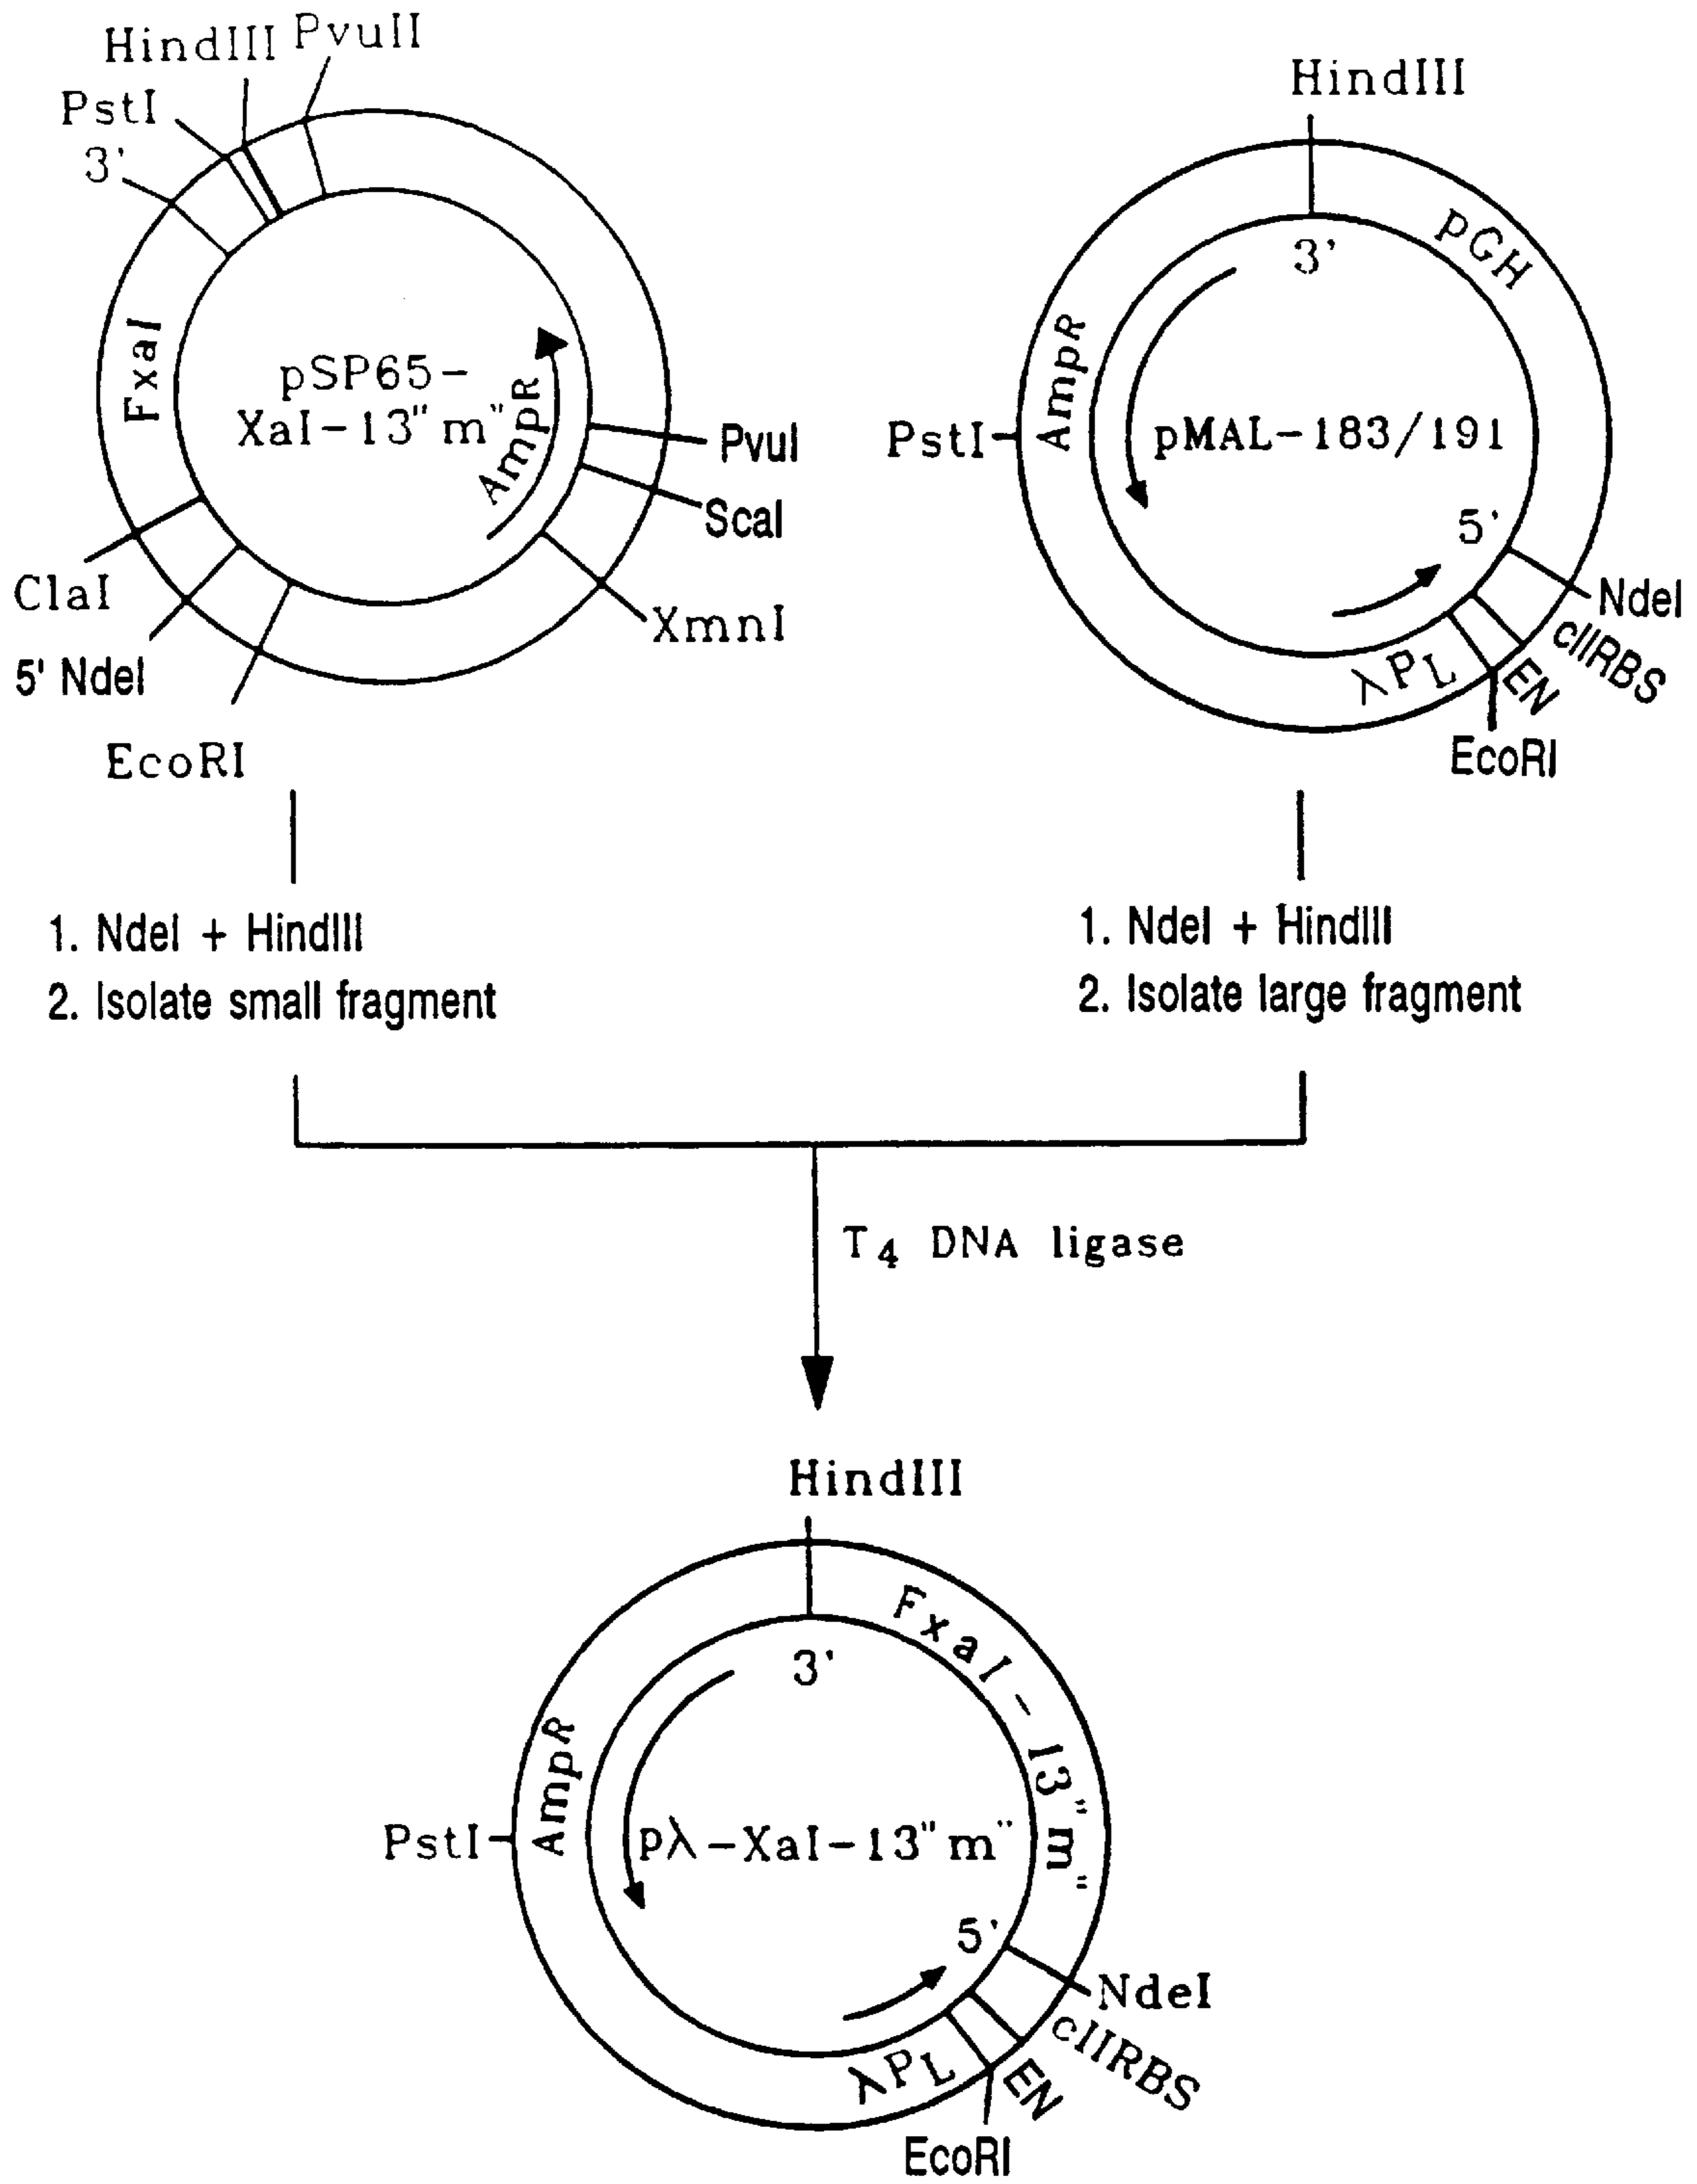 HindIII
PvuII
PstI
3'
FxaI
pSP65-
XaI-13"m"
AmpR
PvuI
ScaI
XmnI
ClaI
5' NdeI
EcoRI
HindIII
3'
pGH
AmpR
PstI
pMAL-183/191
5'
NdeI
cIIRBS
EN
λPL
EcoRI
1. NdeI + HindIII
2. Isolate small fragment
1. NdeI + HindIII
2. Isolate large fragment
T4 DNA ligase
HindIII
3'
FxaI-13"m"
AmpR
PstI
pλ-XaI-13"m"
5'
NdeI
cIIRBS
EN
λPL
EcoRI